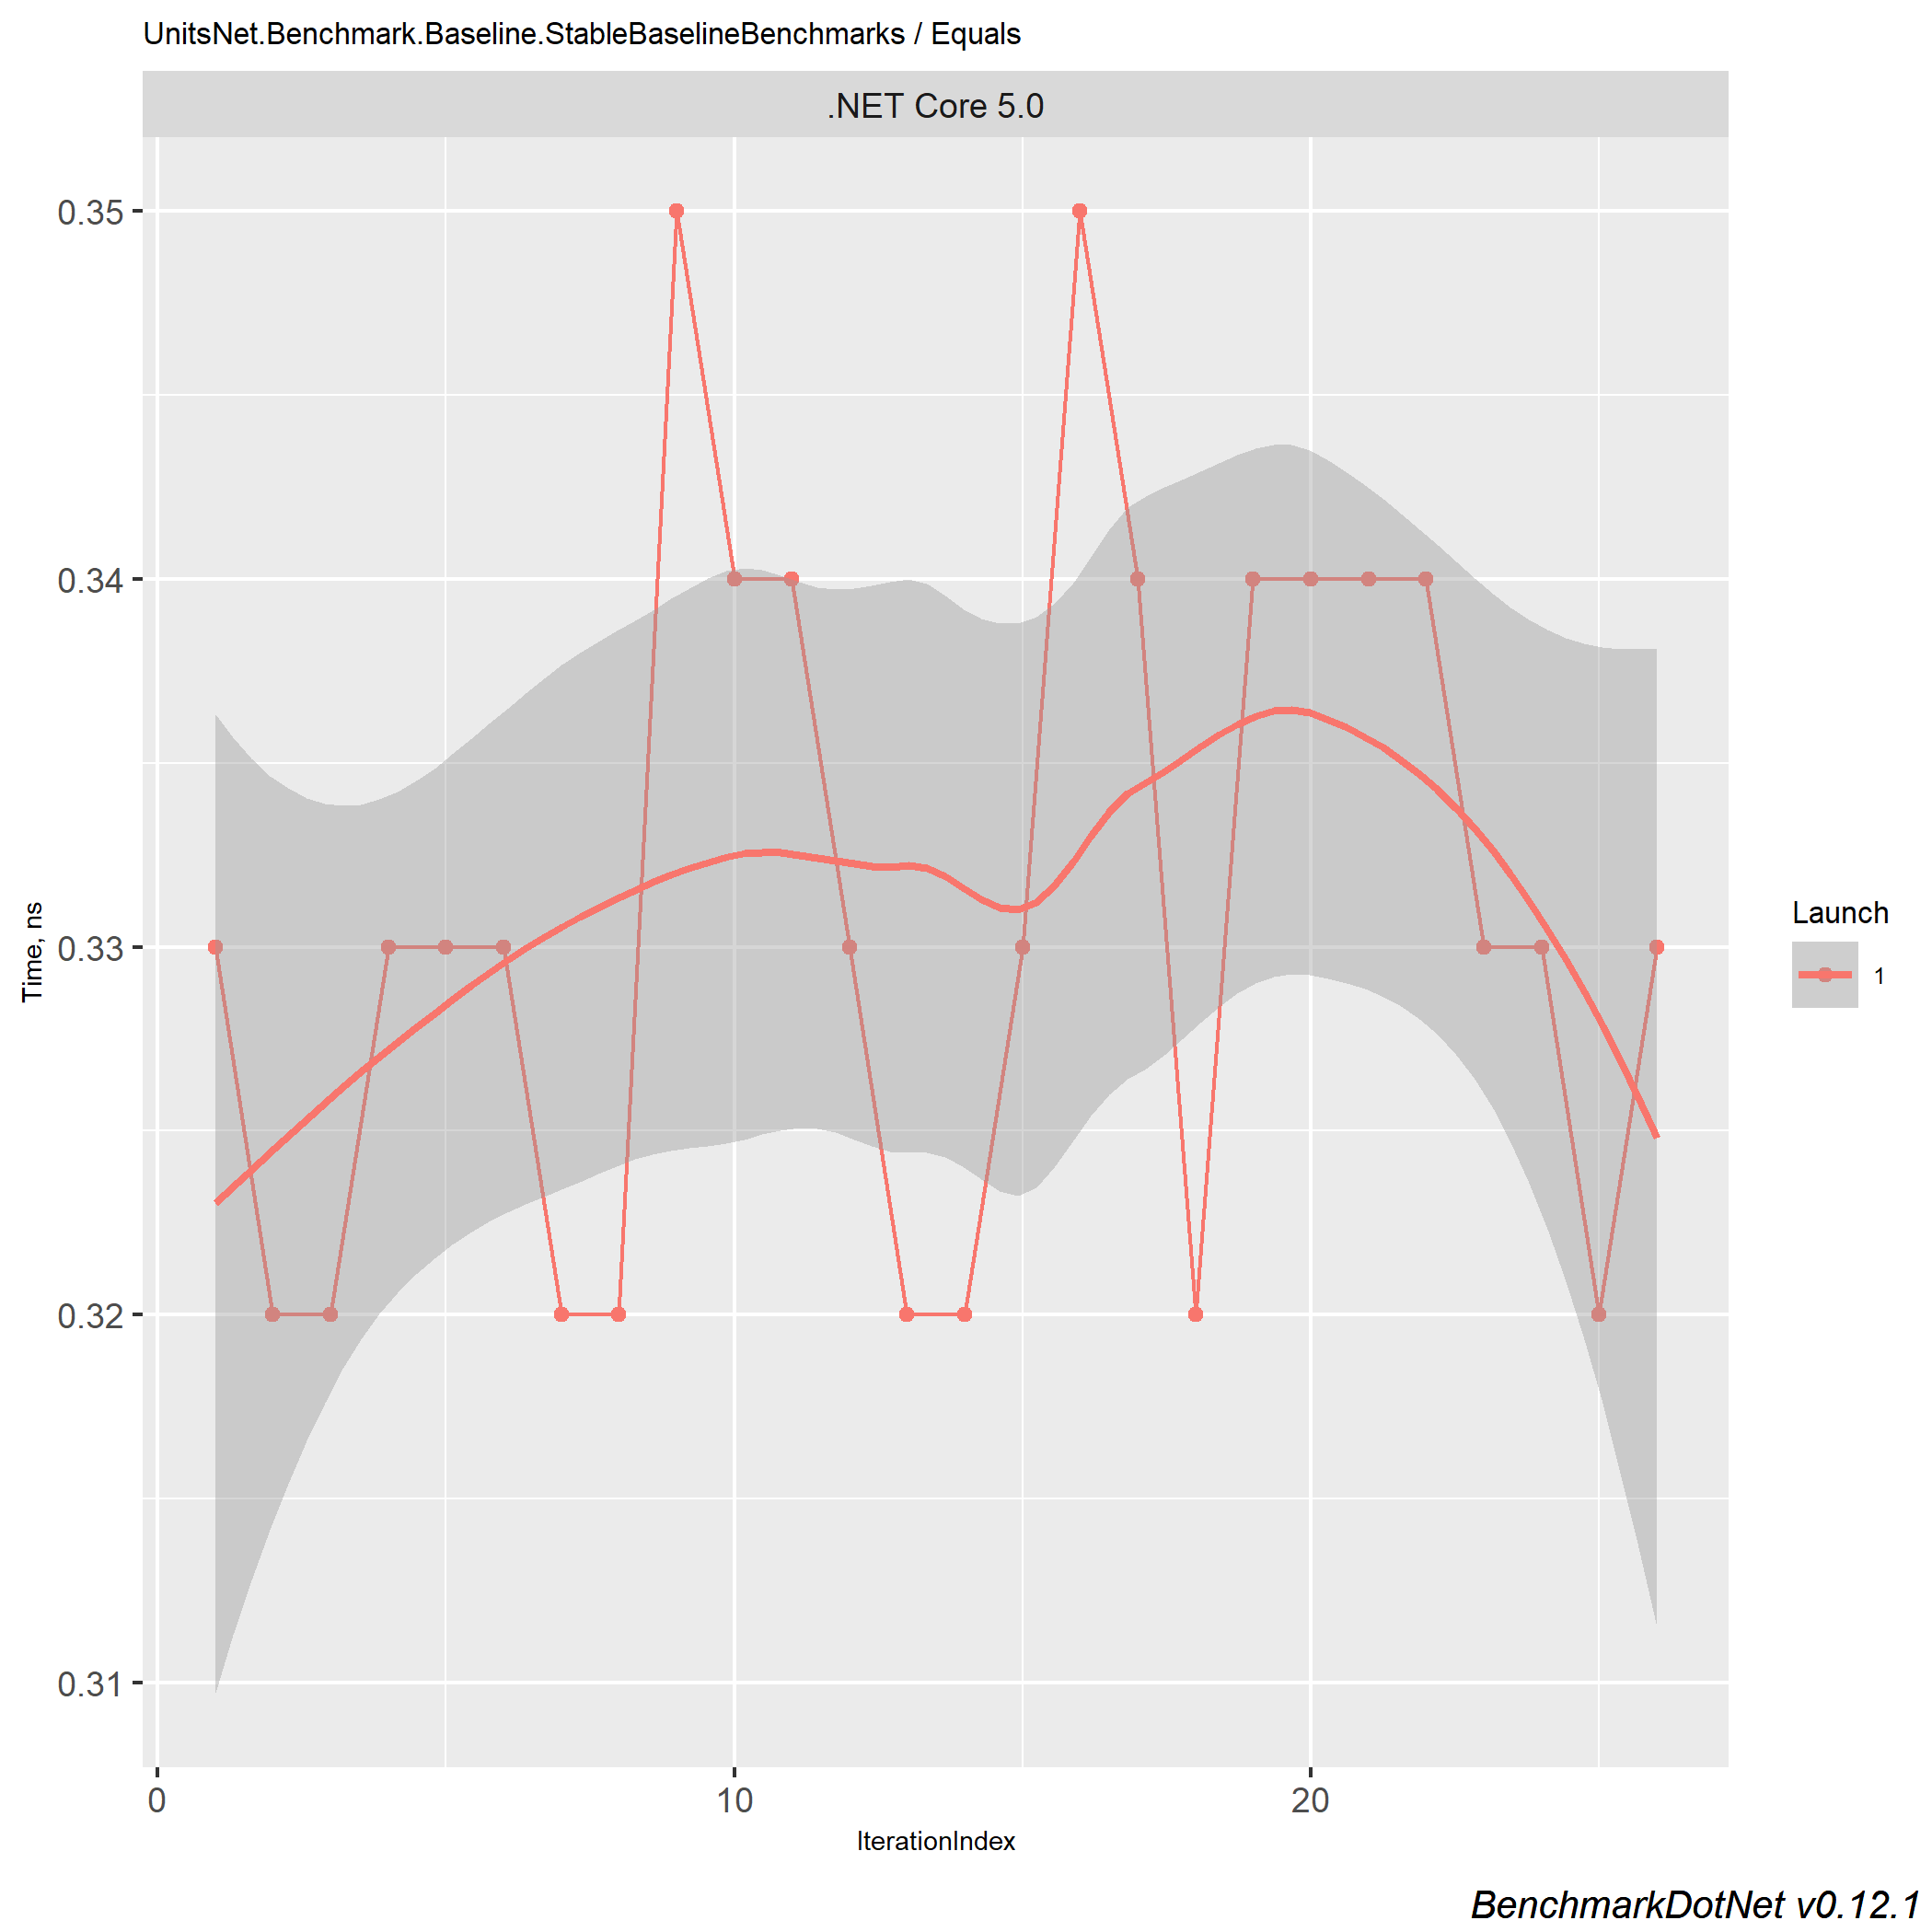 UnitsNet.Benchmark.Baseline.StableBaselineBenchmarks / Equals
.NET Core 5.0
0.35
0.34
0.33
0.32
0.31
Time, ns
0
10
20
IterationIndex
Launch
1
BenchmarkDotNet v0.12.1